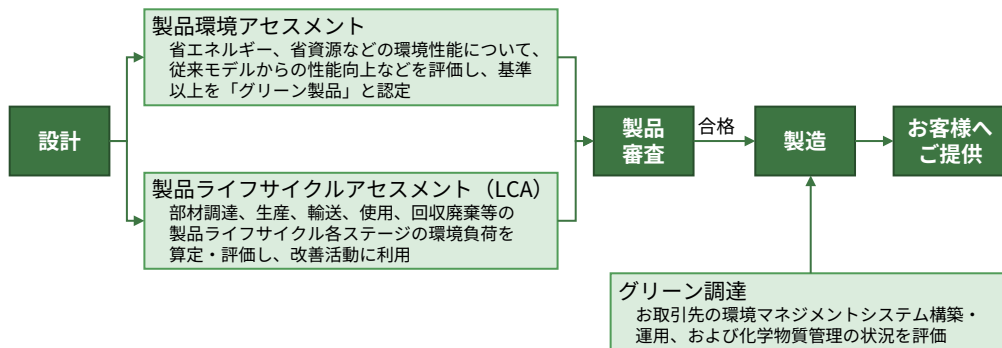 設計
製品環境アセスメント
省エネルギー、省資源などの環境性能について、
従来モデルからの性能向上などを評価し、基準
以上を「グリーン製品」と認定
製品ライフサイクルアセスメント（LCA）
部材調達、生産、輸送、使用、回収廃棄等の
製品ライフサイクル各ステージの環境負荷を
算定・評価し、改善活動に利用
製品
審査
合格
製造
お客様へ
ご提供
グリーン調達
お取引先の環境マネジメントシステム構築・
運用、および化学物質管理の状況を評価